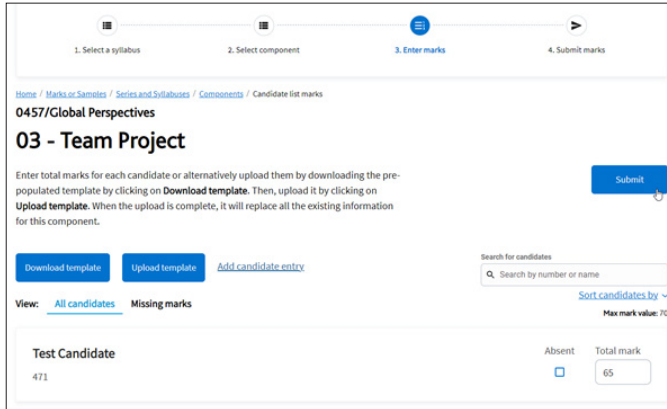 1. Select a syllabus
2. Select component
3. Enter marks
4. Submit marks
Home / Marks or Samples / Series and Syllabuses / Components / Candidate list marks
0457/Global Perspectives
03 - Team Project
Enter total marks for each candidate or alternatively upload them by downloading the pre-
populated template by clicking on Download template. Then, upload it by clicking on
Upload template. When the upload is complete, it will replace all the existing information
for this component.
Submit
Download template
Upload template
Add candidate entry
Search for candidates
Search by number or name
Sort candidates by
View: All candidates Missing marks
Max mark value: 70
Test Candidate
471
Absent
Total mark
65